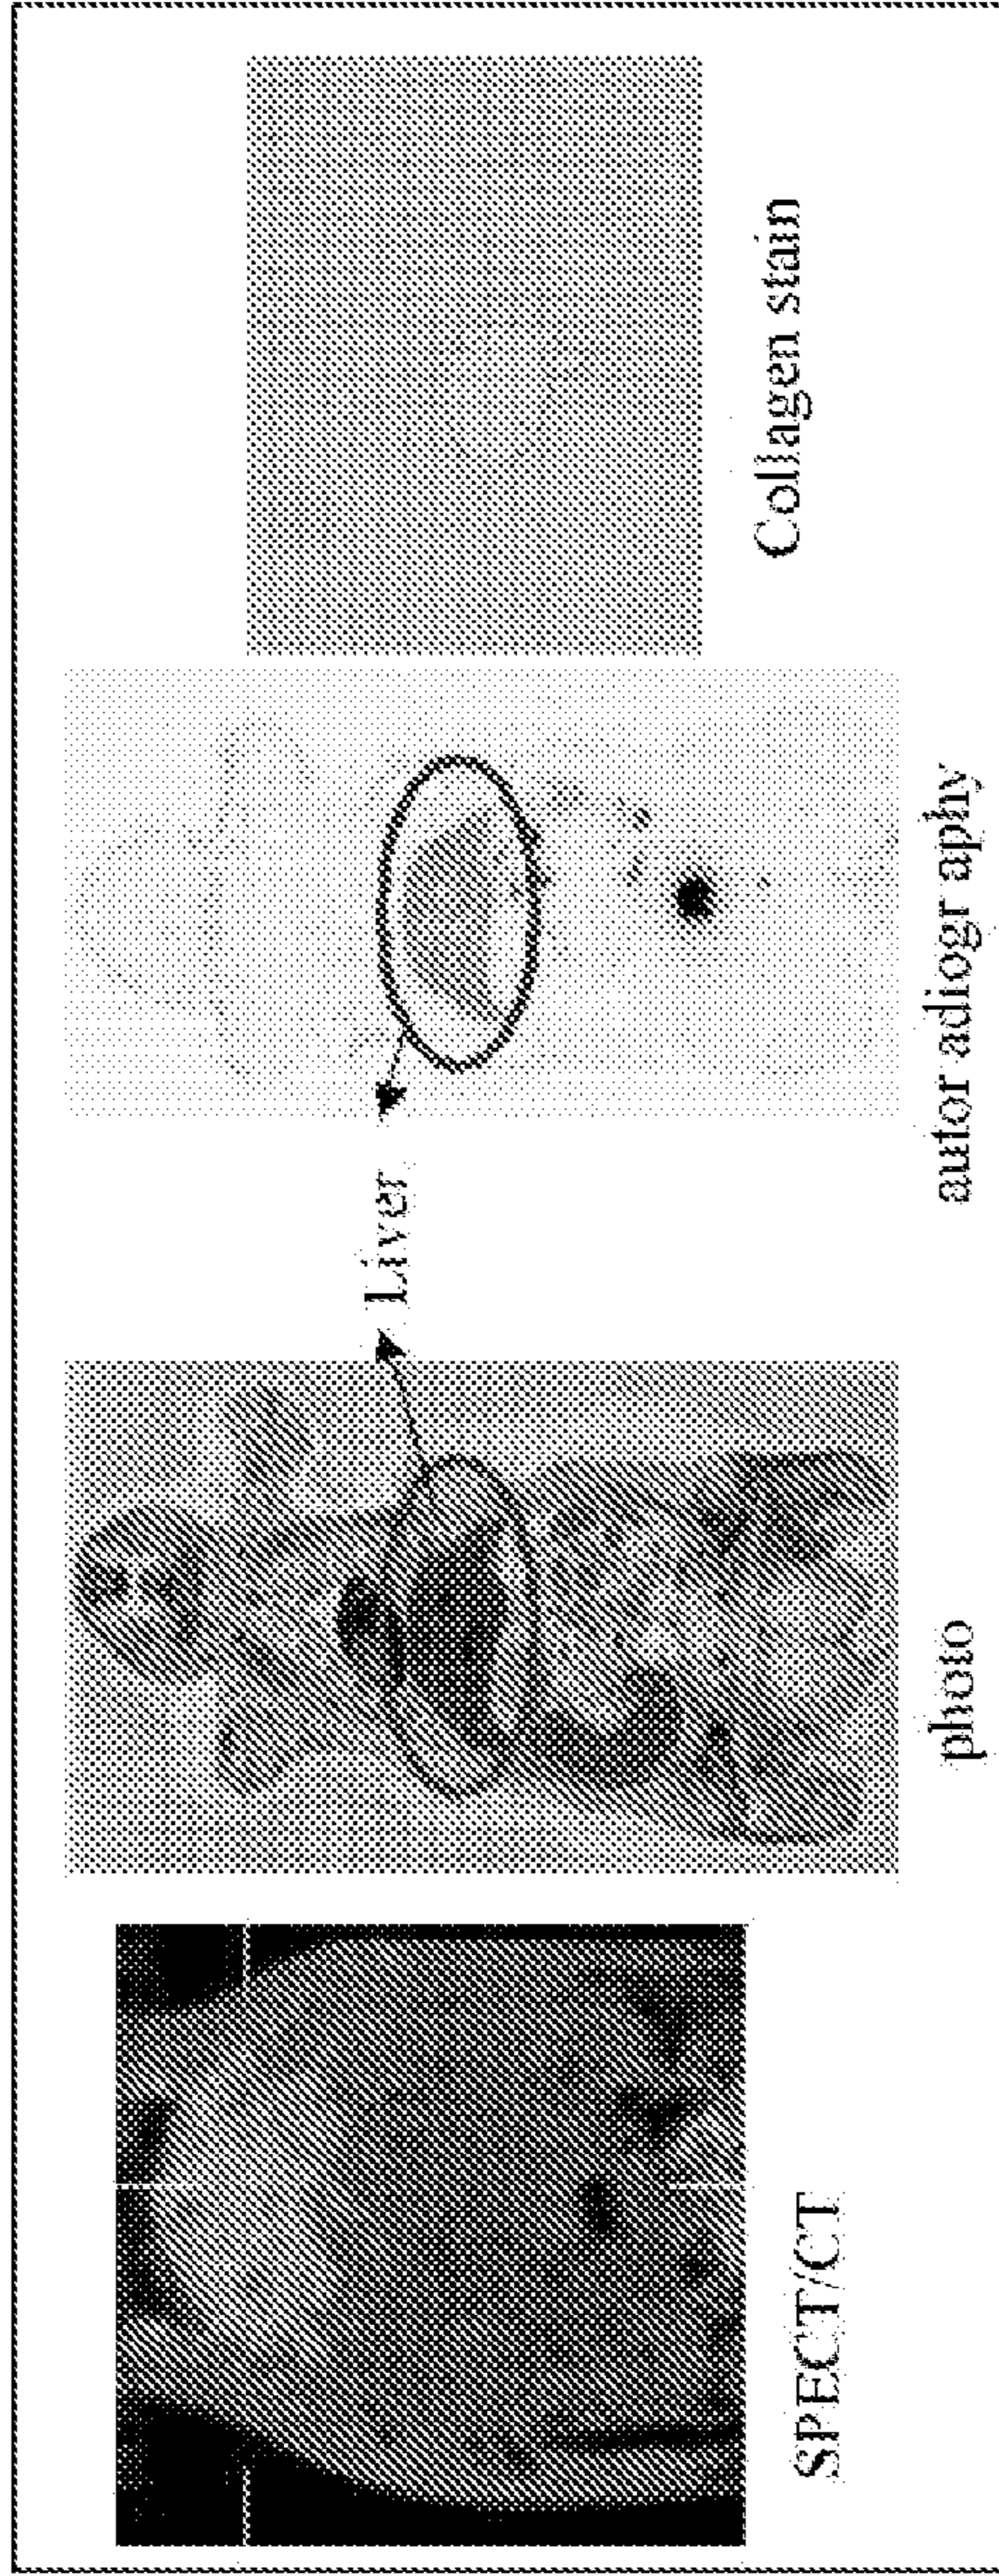 SPECT/CT
photo
Liver
autor adiogr aphy
Collagen stain